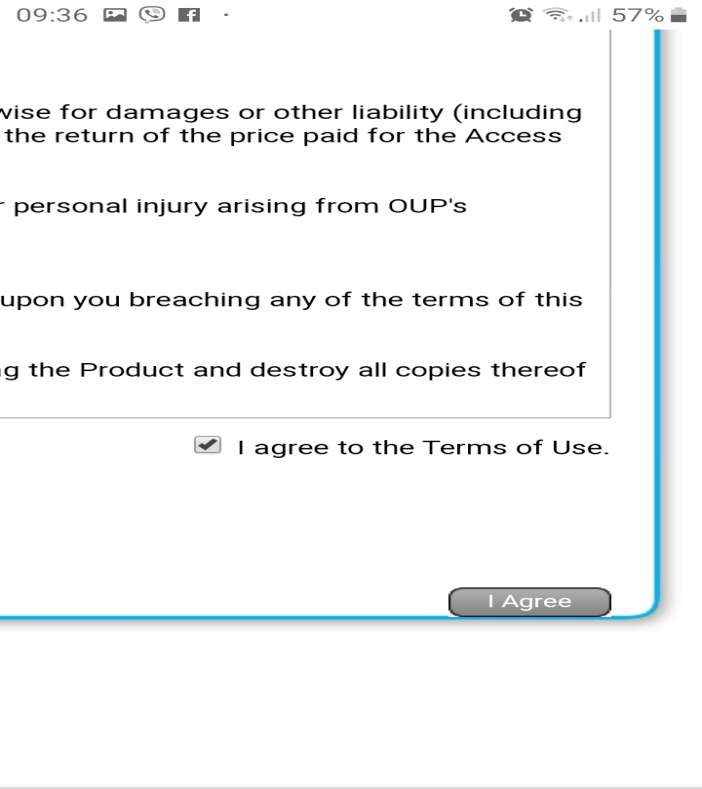 09:36
57%
wise for damages or other liability (including
the return of the price paid for the Access
personal injury arising from OUP's
upon you breaching any of the terms of this
the Product and destroy all copies thereof
I agree to the Terms of Use.
I Agree